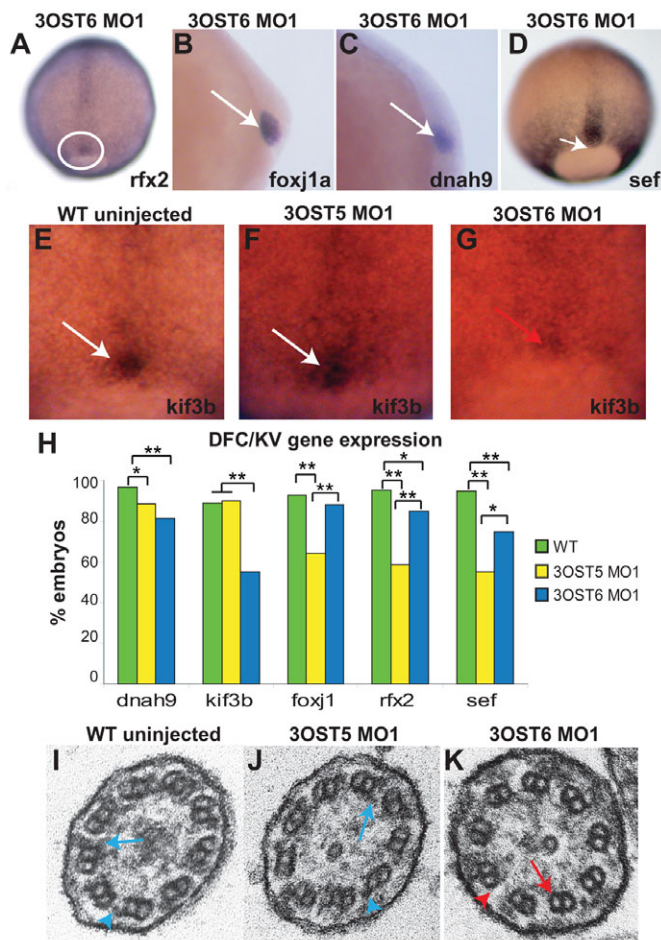 3OST6 MO1 3OST6 MO1 3OST6 MO1
A B C D
rfx2 foxj1a dnah9 sef
WT uninjected 3OST5 MO1 3OST6 MO1
E F G
kif3b kif3b kif3b
H DFC/KV gene expression
** * ** ** ** * ** ** ** ** *
% embryos
100
80
60
40
20
0
WT
3OST5 MO1
3OST6 MO1
dnah9 kif3b foxj1 rfx2 sef
WT uninjected 3OST5 MO1 3OST6 MO1
I J K